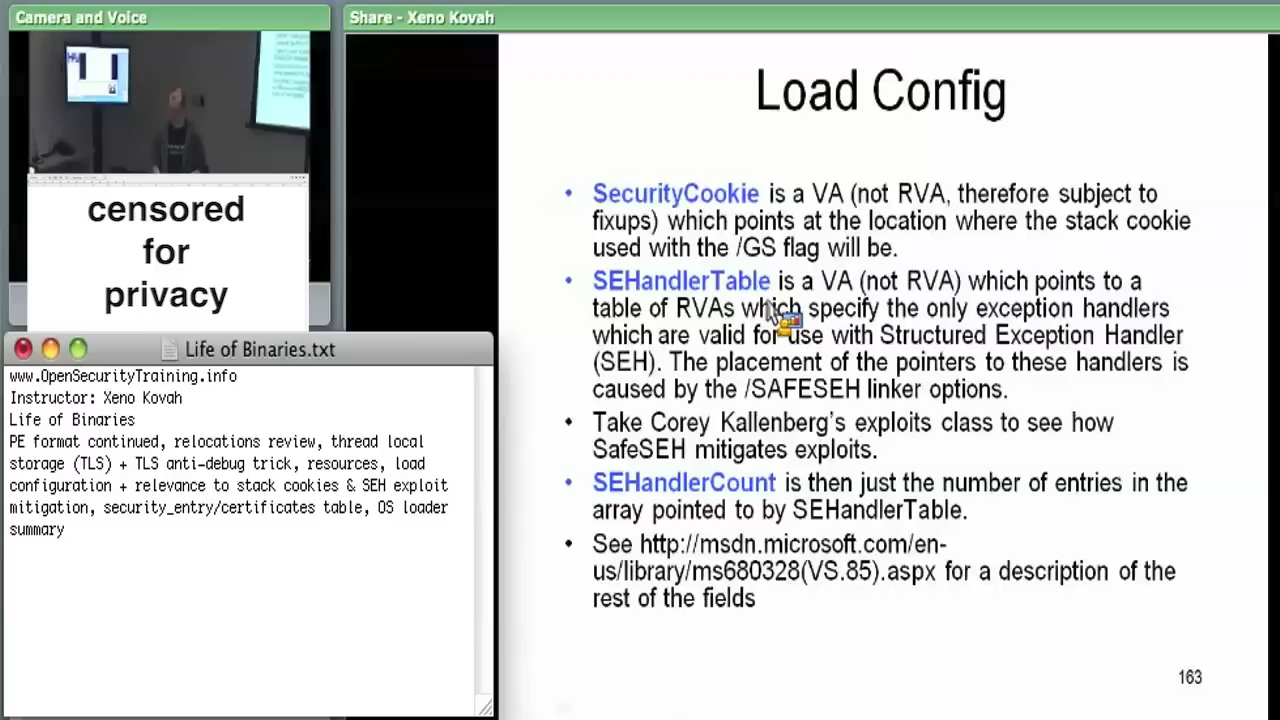 Camera and Voice
censored
for
privacy
Life of Binaries.txt
www.OpenSecurityTraining.info
Instructor: Xeno Kovah
Life of Binaries
PE format continued, relocations review, thread local
storage (TLS) + TLS anti-debug trick, resources, load
configuration + relevance to stack cookies & SEH exploit
mitigation, security_entry/certificates table, OS loader
summary
Share - Xeno Kovah
Load Config
• SecurityCookie is a VA (not RVA, therefore subject to
fixups) which points at the location where the stack cookie
used with the /GS flag will be.
• SEHandlerTable is a VA (not RVA) which points to a
table of RVAs which specify the only exception handlers
which are valid for use with Structured Exception Handler
(SEH). The placement of the pointers to these handlers is
caused by the /SAFESEH linker options.
• Take Corey Kallenberg's exploits class to see how
SafeSEH mitigates exploits.
• SEHandlerCount is then just the number of entries in the
array pointed to by SEHandlerTable.
• See http://msdn.microsoft.com/en-
us/library/ms680328(VS.85).aspx for a description of the
rest of the fields
163